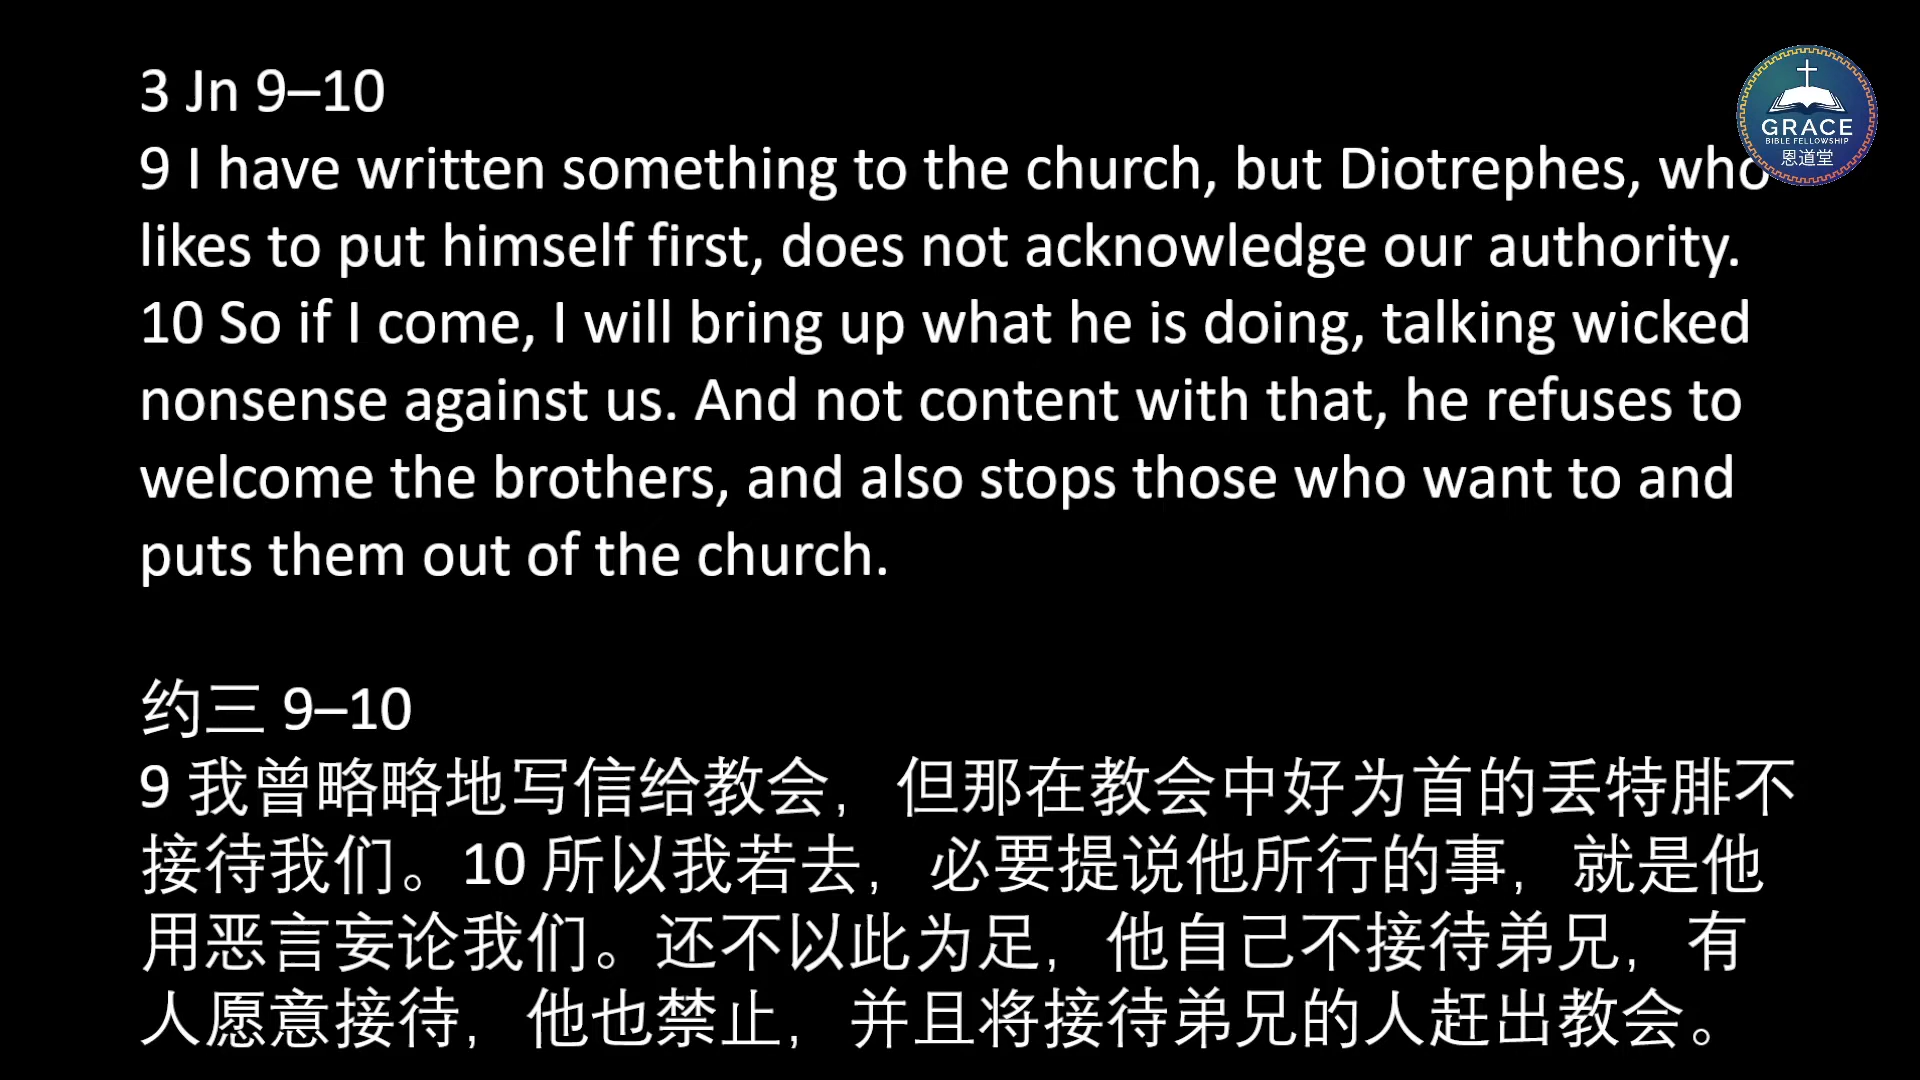 3 Jn 9–10
9 I have written something to the church, but Diotrephes, who
likes to put himself first, does not acknowledge our authority.
10 So if I come, I will bring up what he is doing, talking wicked
nonsense against us. And not content with that, he refuses to
welcome the brothers, and also stops those who want to and
puts them out of the church.
约三 9–10
9 我曾略略地写信给教会，但那在教会中好为首的丢特腓不
接待我们。10 所以我若去，必要提说他所行的事，就是他
用恶言妄论我们。还不以此为足，他自己不接待弟兄，有
人愿意接待，他也禁止，并且将接待弟兄的人赶出教会。
GRACE
BIBLE FELLOWSHIP
恩道堂